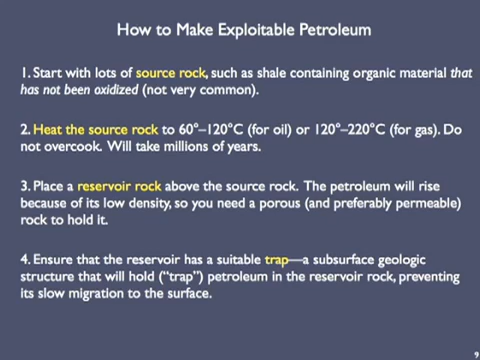 How to Make Exploitable Petroleum
1. Start with lots of source rock, such as shale containing organic material that
has not been oxidized (not very common).
2. Heat the source rock to 60°–120°C (for oil) or 120°–220°C (for gas). Do
not overcook. Will take millions of years.
3. Place a reservoir rock above the source rock. The petroleum will rise
because of its low density, so you need a porous (and preferably permeable)
rock to hold it.
4. Ensure that the reservoir has a suitable trap—a subsurface geologic
structure that will hold (“trap”) petroleum in the reservoir rock, preventing
its slow migration to the surface.
9